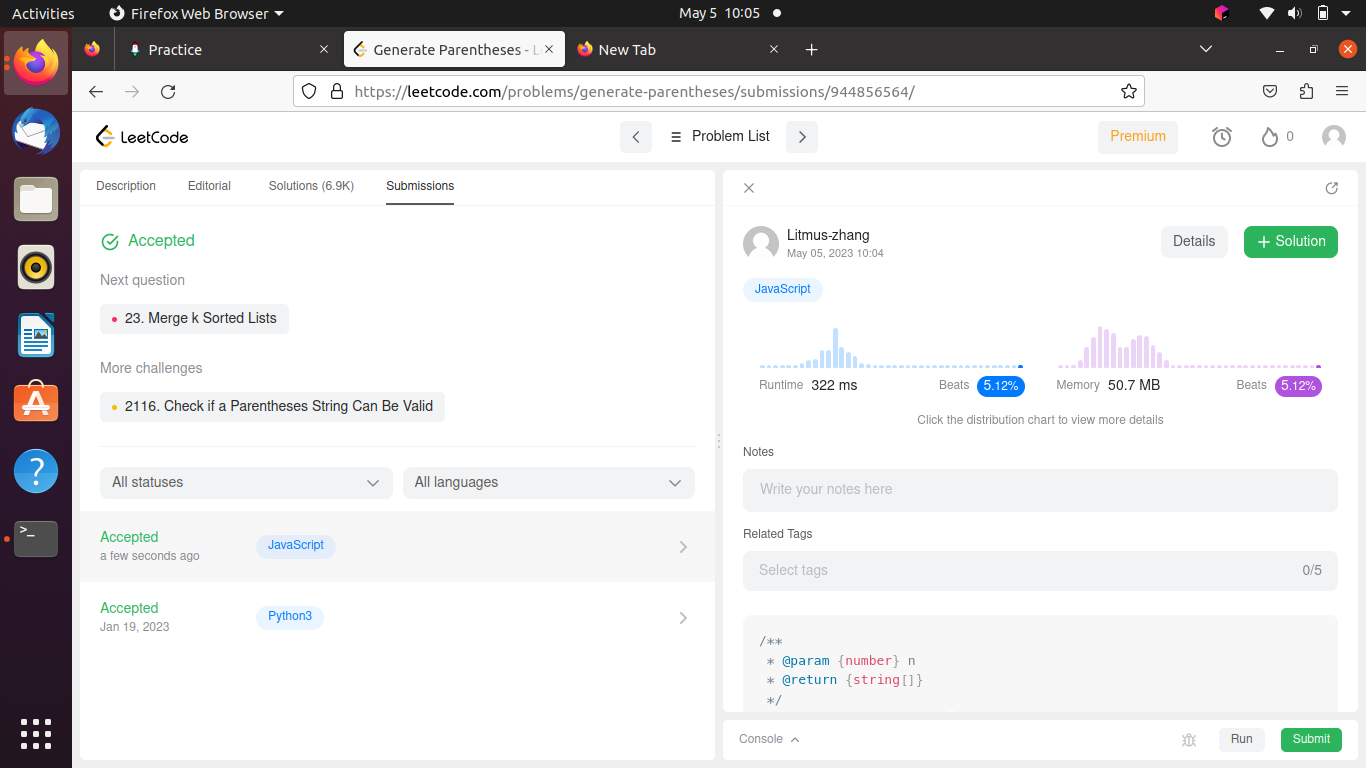 Activities
Firefox Web Browser
May 5 10:05
Practice
Generate Parentheses - L
New Tab
https://leetcode.com/problems/generate-parentheses/submissions/944856564/
LeetCode
Problem List
Premium
0
Description
Editorial
Solutions (6.9K)
Submissions
Accepted
Next question
23. Merge k Sorted Lists
More challenges
2116. Check if a Parentheses String Can Be Valid
All statuses
All languages
Accepted
a few seconds ago
JavaScript
Accepted
Jan 19, 2023
Python3
Litmus-zhang
May 05, 2023 10:04
Details
+ Solution
JavaScript
Runtime 322 ms
Beats 5.12%
Memory 50.7 MB
Beats 5.12%
Click the distribution chart to view more details
Notes
Write your notes here
Related Tags
Select tags
0/5
/**
* @param {number} n
* @return {string[]}
*/
Console
Run
Submit